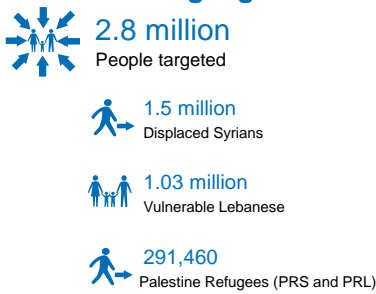 2.8 million
People targeted
1.5 million
Displaced Syrians
1.03 million
Vulnerable Lebanese
291,460
Palestine Refugees (PRS and PRL)